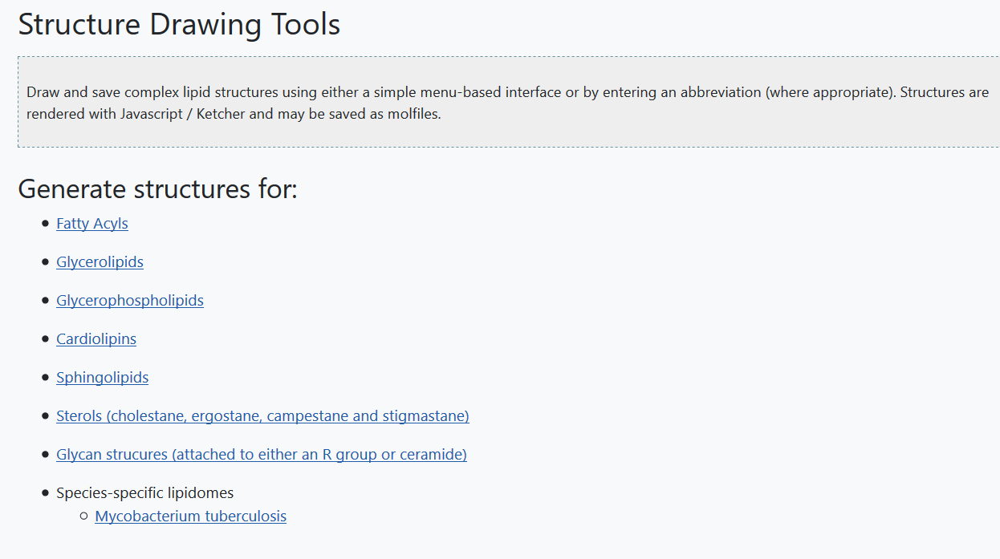 Structure Drawing Tools
Draw and save complex lipid structures using either a simple menu-based interface or by entering an abbreviation (where appropriate). Structures are
rendered with Javascript / Ketcher and may be saved as molfiles.
Generate structures for:
Fatty Acyls
Glycerolipids
Glycerophospholipids
Cardiolipins
Sphingolipids
Sterols (cholestane, ergostane, campestane and stigmastane)
Glycan strucures (attached to either an R group or ceramide)
Species-specific lipidomes
Mycobacterium tuberculosis